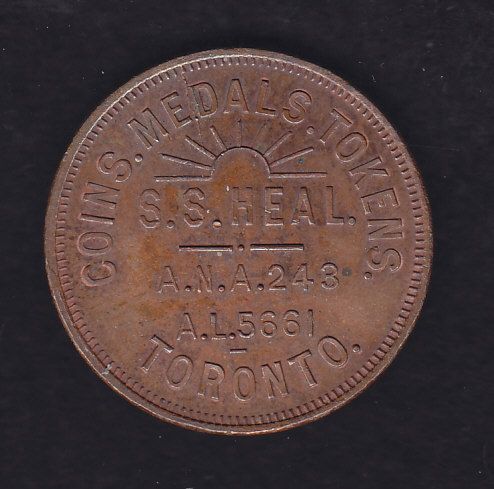 COINS. MEDALS. TOKENS.
S.S. HEAL.
A.N.A. 243
A.L. 5661
TORONTO.